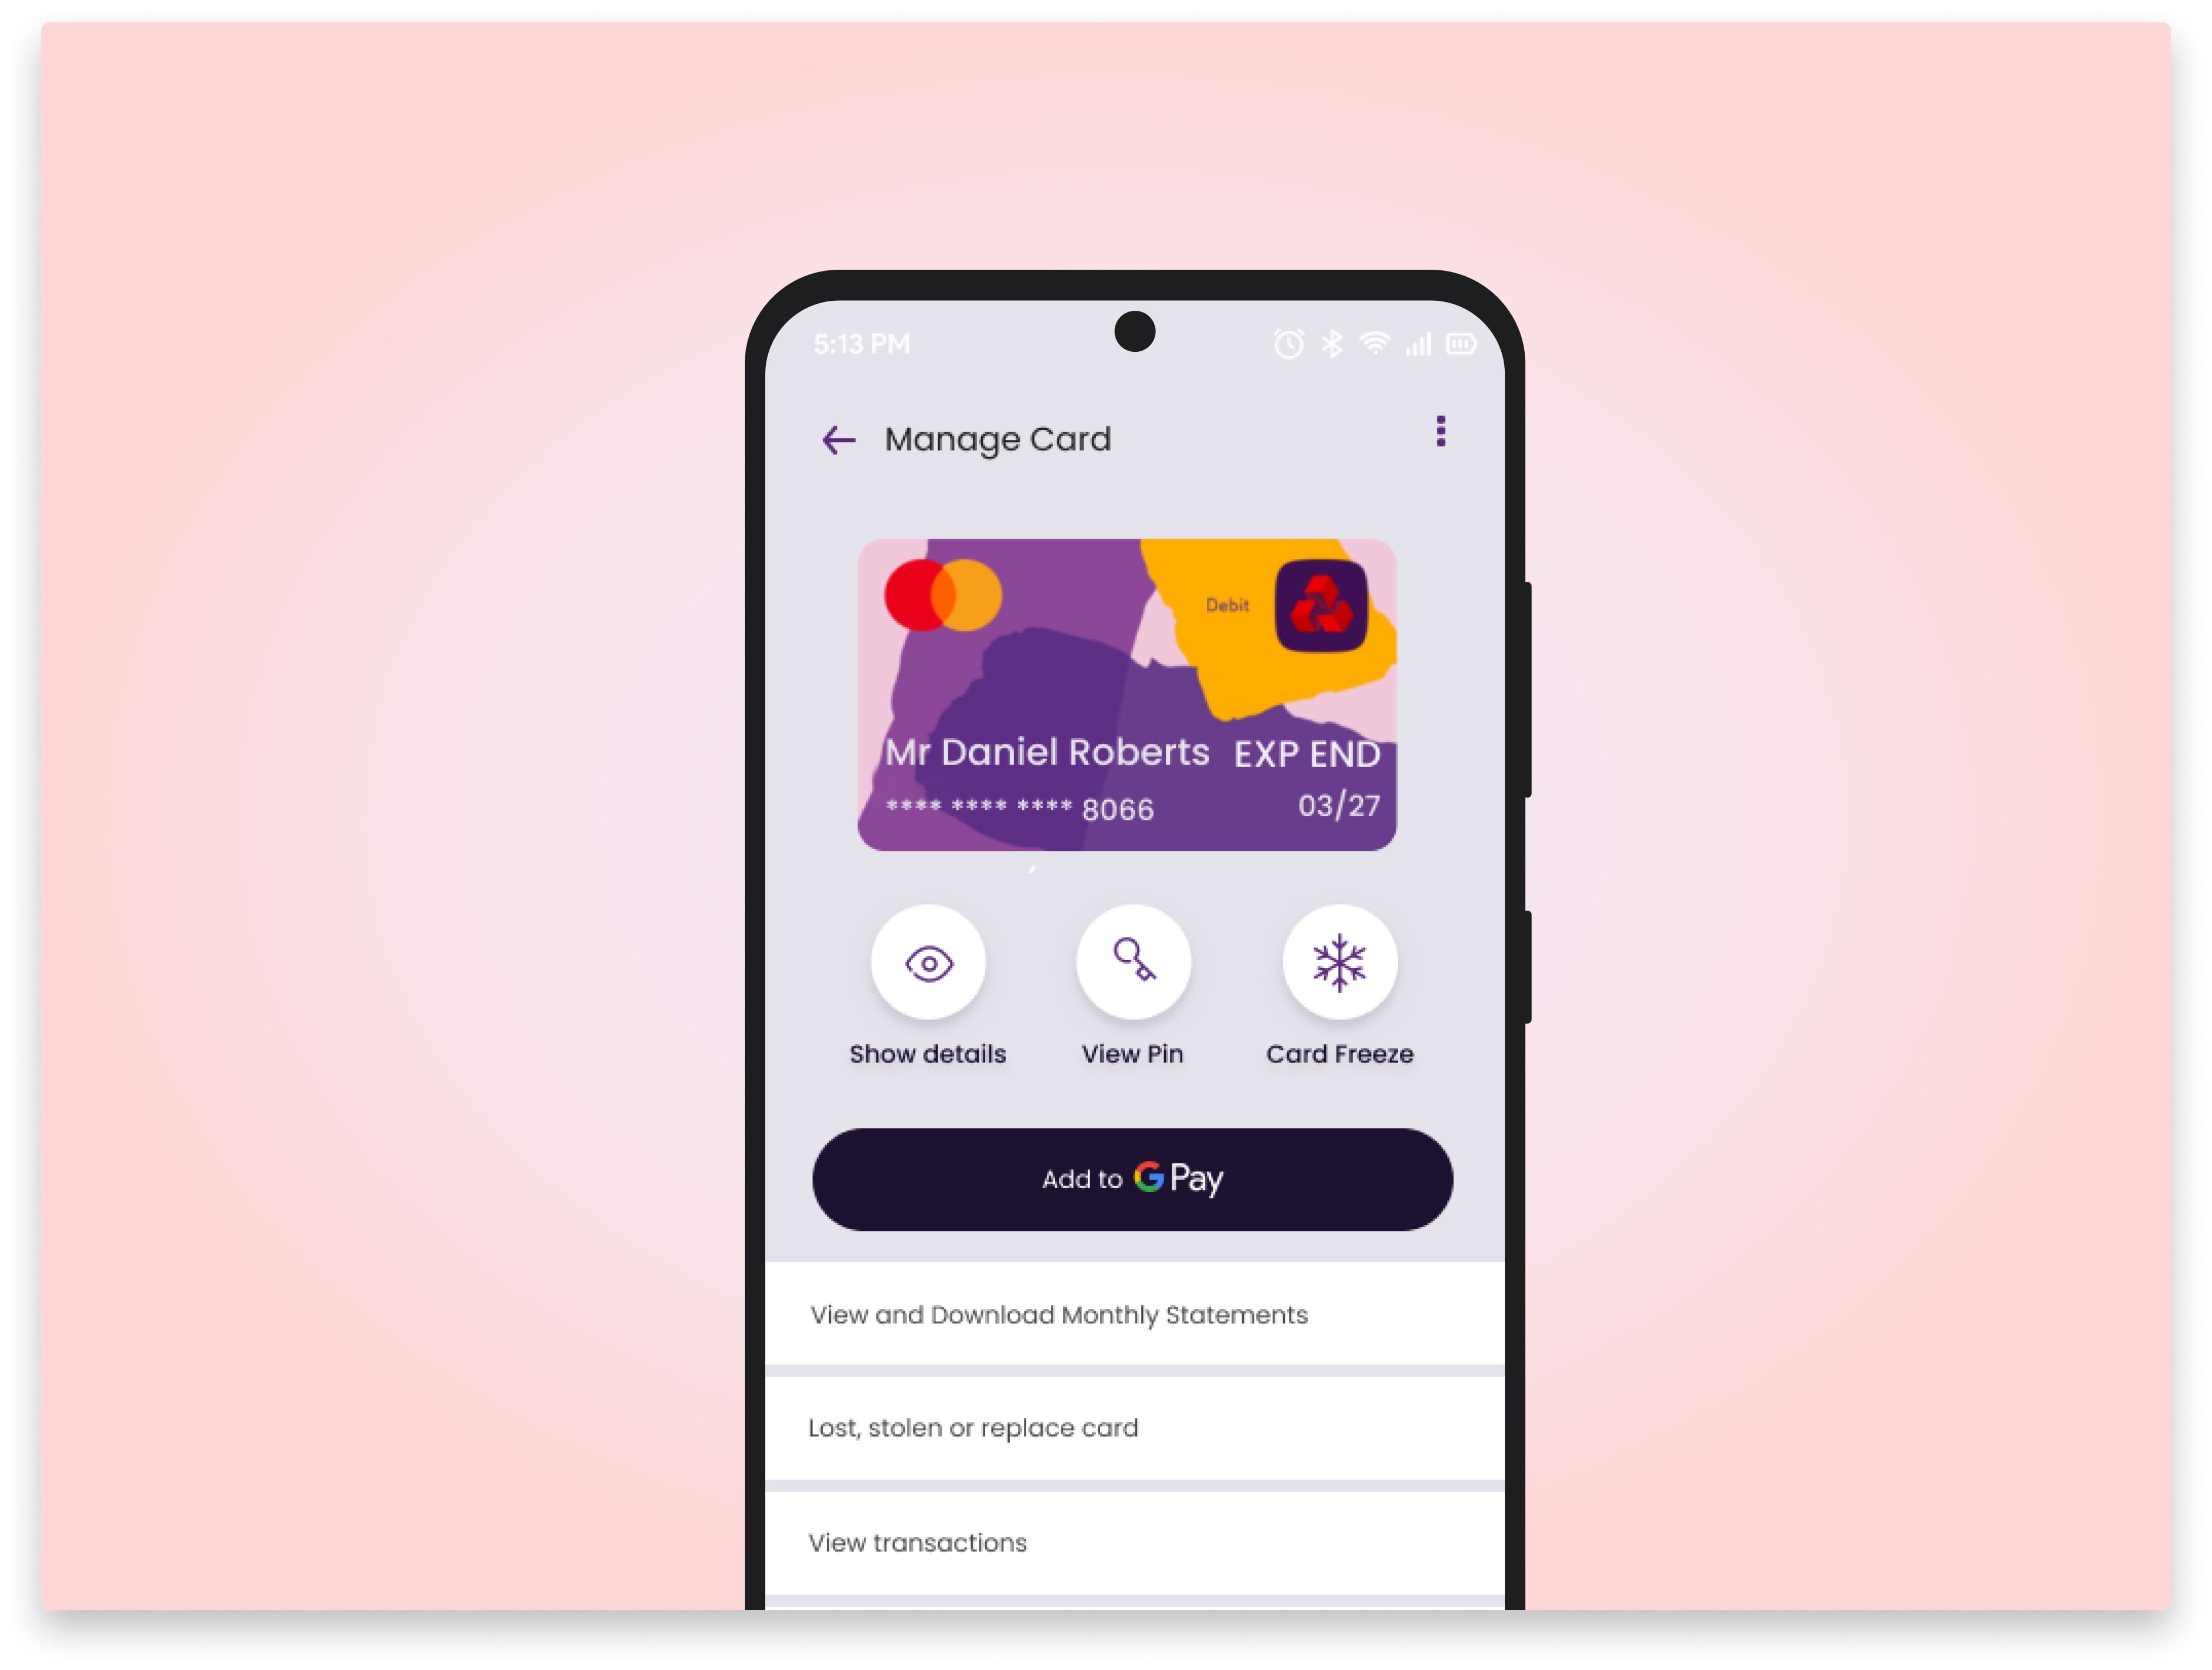 5:13 PM
Manage Card
Debit
Mr Daniel Roberts EXP END
**** **** **** 8066 03/27
Show details View Pin Card Freeze
Add to G Pay
View and Download Monthly Statements
Lost, stolen or replace card
View transactions